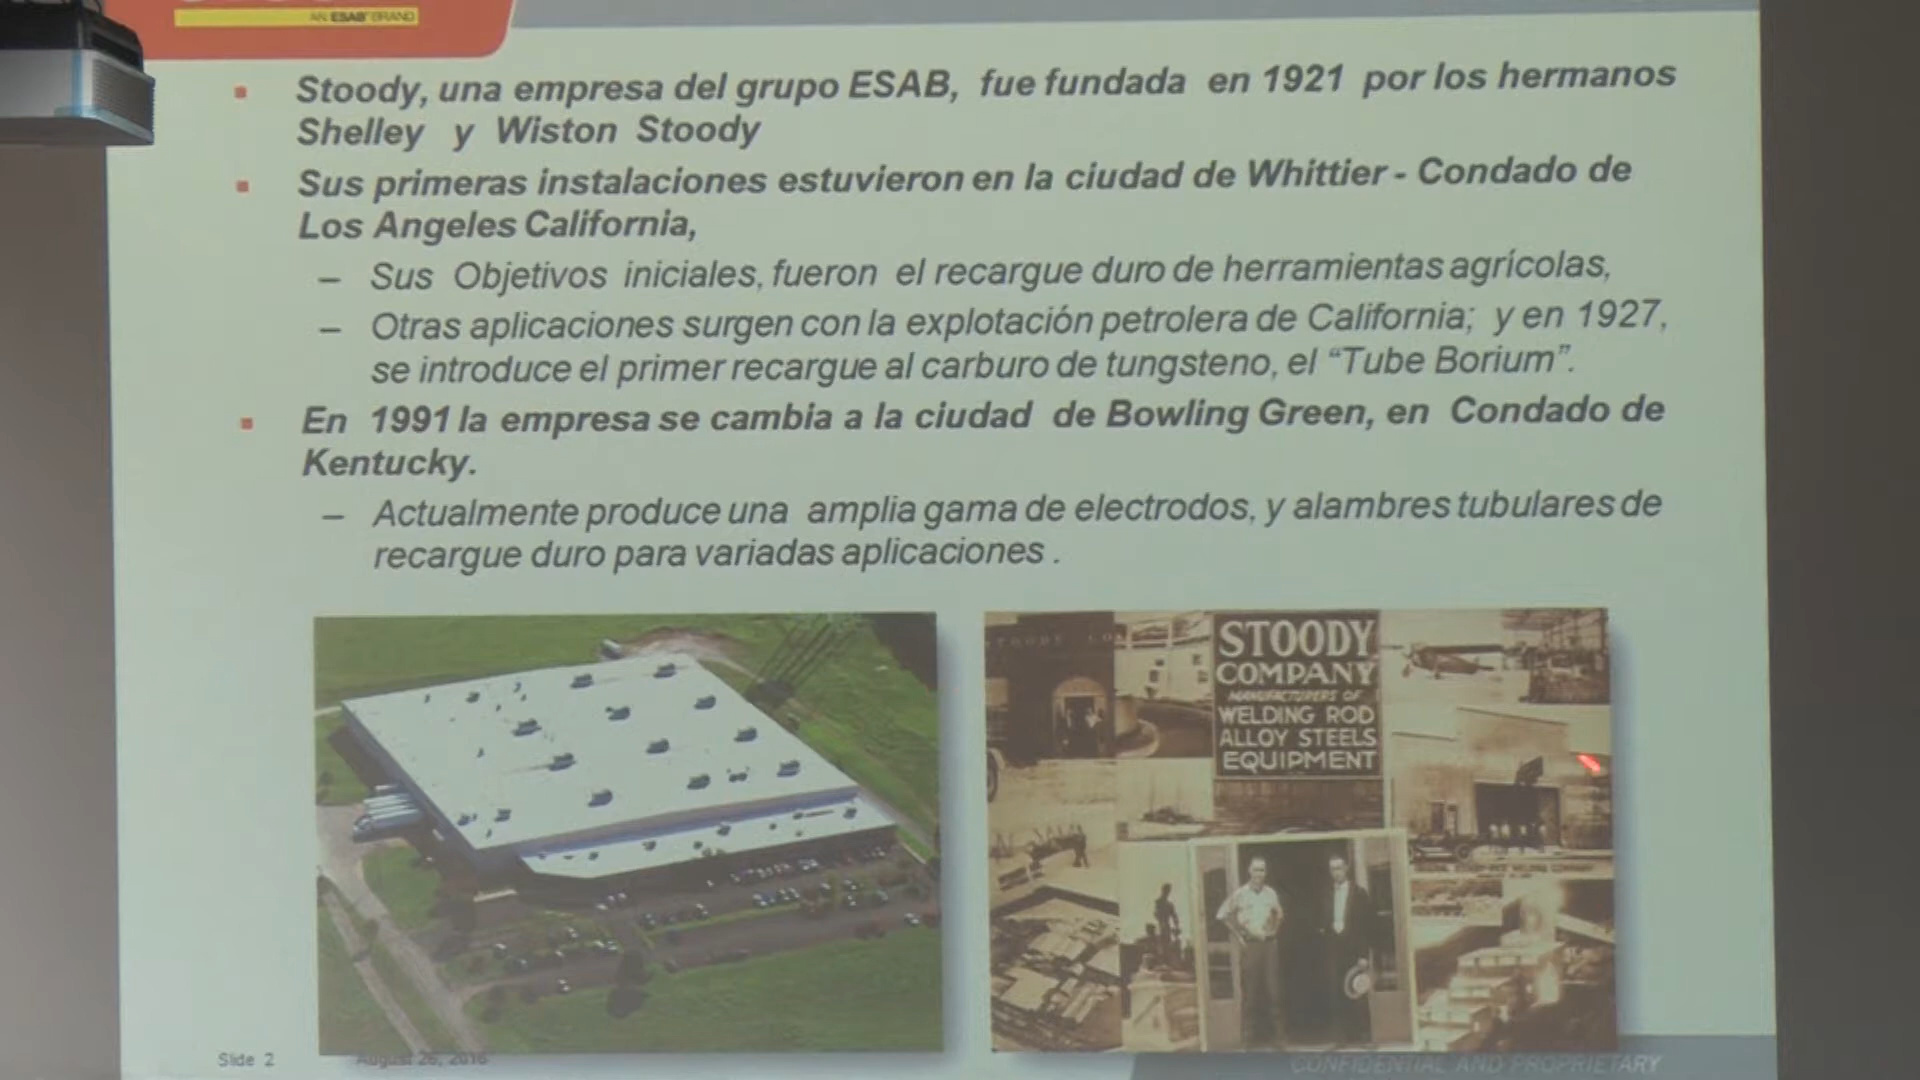 AN ESAB BRAND
Stoody, una empresa del grupo ESAB, fue fundada en 1921 por los hermanos
Shelley y Wiston Stoody
Sus primeras instalaciones estuvieron en la ciudad de Whittier - Condado de
Los Angeles California,
– Sus Objetivos iniciales, fueron el recargue duro de herramientas agrícolas,
– Otras aplicaciones surgen con la explotación petrolera de California; y en 1927,
se introduce el primer recargue al carburo de tungsteno, el “Tube Borium”.
En 1991 la empresa se cambia a la ciudad de Bowling Green, en Condado de
Kentucky.
– Actualmente produce una amplia gama de electrodos, y alambres tubulares de
recargue duro para variadas aplicaciones .
STOODY
COMPANY
MANUFACTURERS OF
WELDING ROD
ALLOY STEELS
EQUIPMENT
Slide 2
August 26, 2016
CONFIDENTIAL AND PROPRIETARY